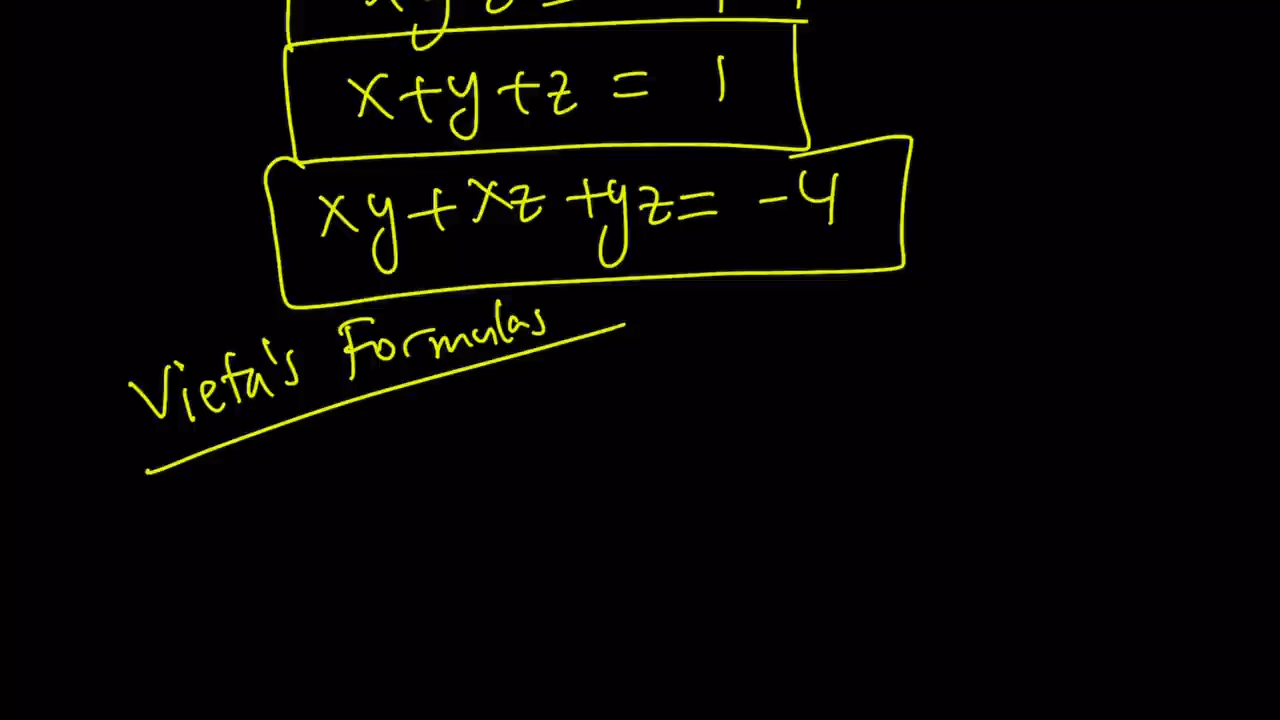 x+y+z = 1
xy+xz+yz= -4
Vieta's Formulas